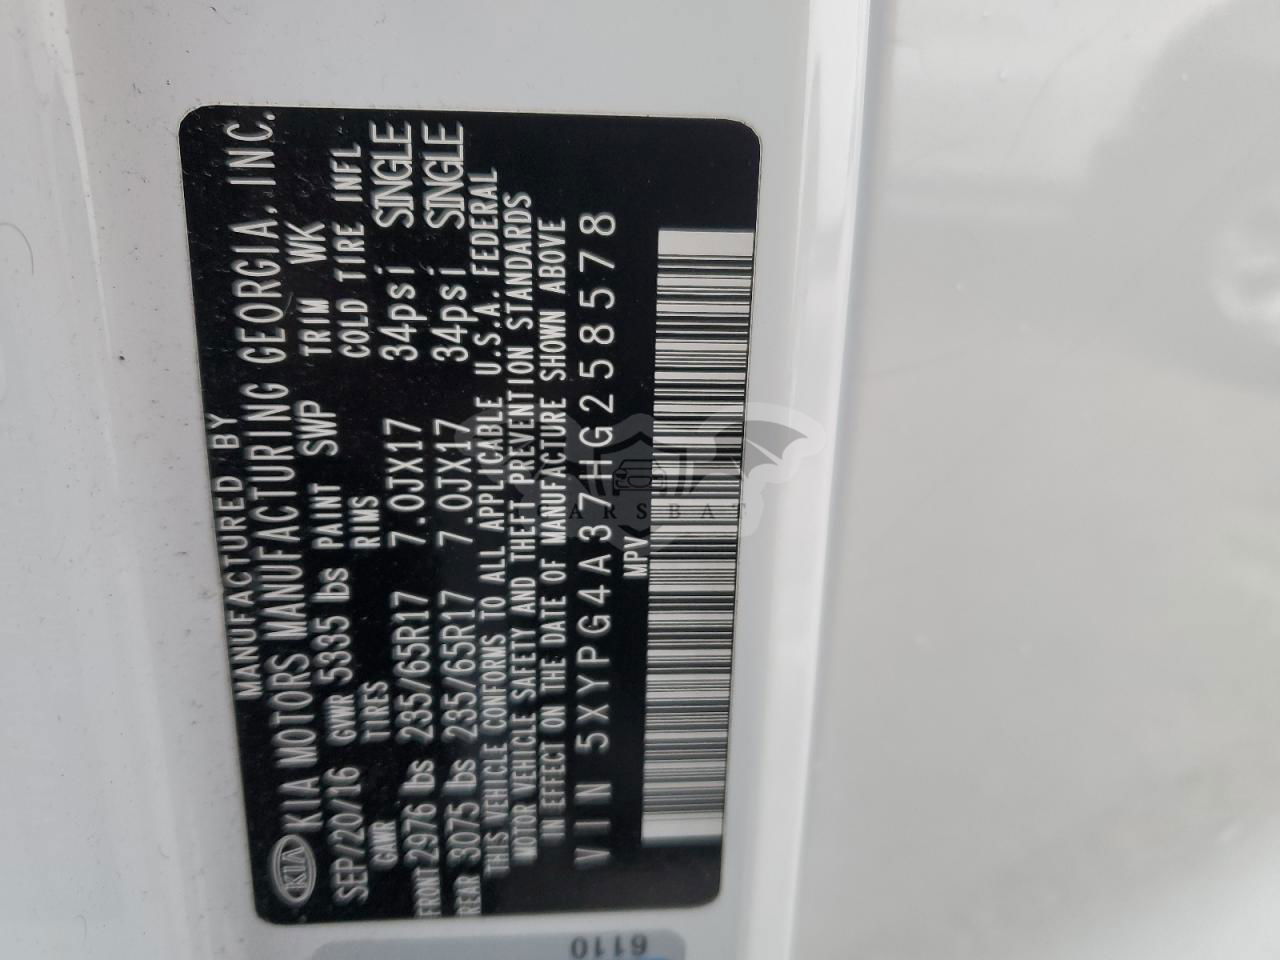 MANUFACTURED BY
KIA KIA MOTORS MANUFACTURING GEORGIA, INC.
SEP/20/16 GVWR 5335 lbs PAINT SWP TRIM WK
GAWR TIRES RIMS COLD TIRE INFL
FRONT 2976 lbs 235/65R17 7.0JX17 34psi SINGLE
REAR 3075 lbs 235/65R17 7.0JX17 34psi SINGLE
THIS VEHICLE CONFORMS TO ALL APPLICABLE U.S.A. FEDERAL
MOTOR VEHICLE SAFETY AND THEFT PREVENTION STANDARDS
IN EFFECT ON THE DATE OF MANUFACTURE SHOWN ABOVE
VIN 5XYPG4A37HG258578
MPV
CARSBAT
6110